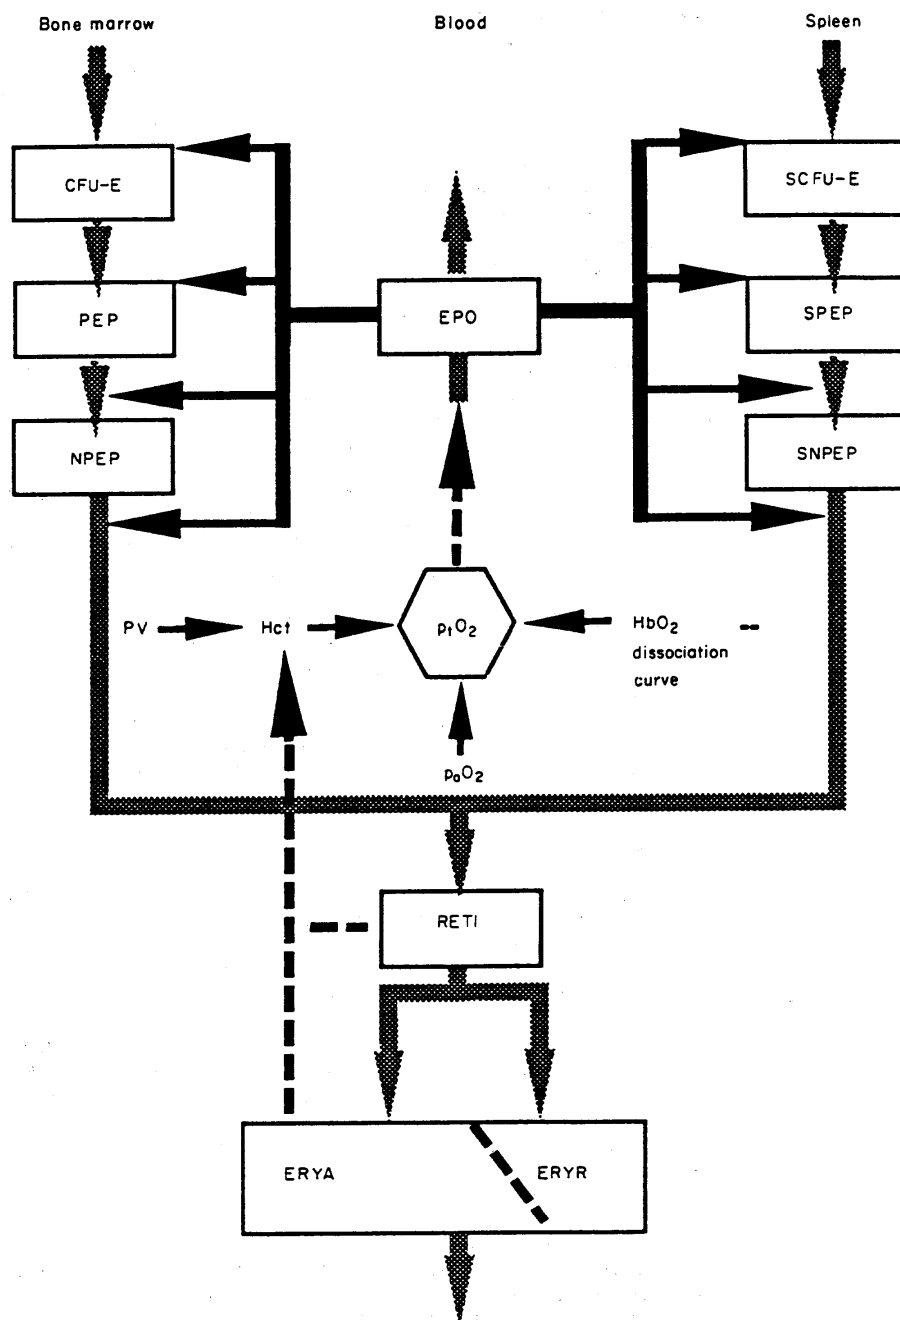 Bone marrow
Blood
Spleen
CFU-E
SCFU-E
PEP
EPO
SPEP
NPEP
SNPEP
PV
Hct
ptO2
HbO2
dissociation
curve
paO2
RETI
ERYA
ERYR